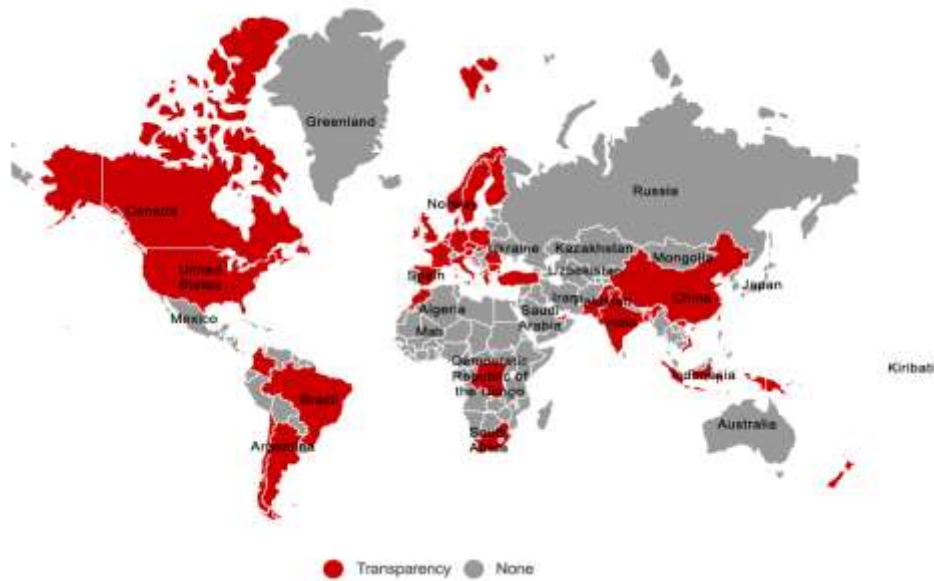 Greenland
Russia
Canada
Norway
Ukraine
Kazakhstan
Mongolia
United
States
Spain
Uzbekistan
China
Japan
Mexico
Algeria
Iran
Pakistan
Saudi
Arabia
India
Mali
Democratic
Republic of
the Congo
Indonesia
Kiribati
Brazil
Australia
Argentina
South
Africa
Transparency
None